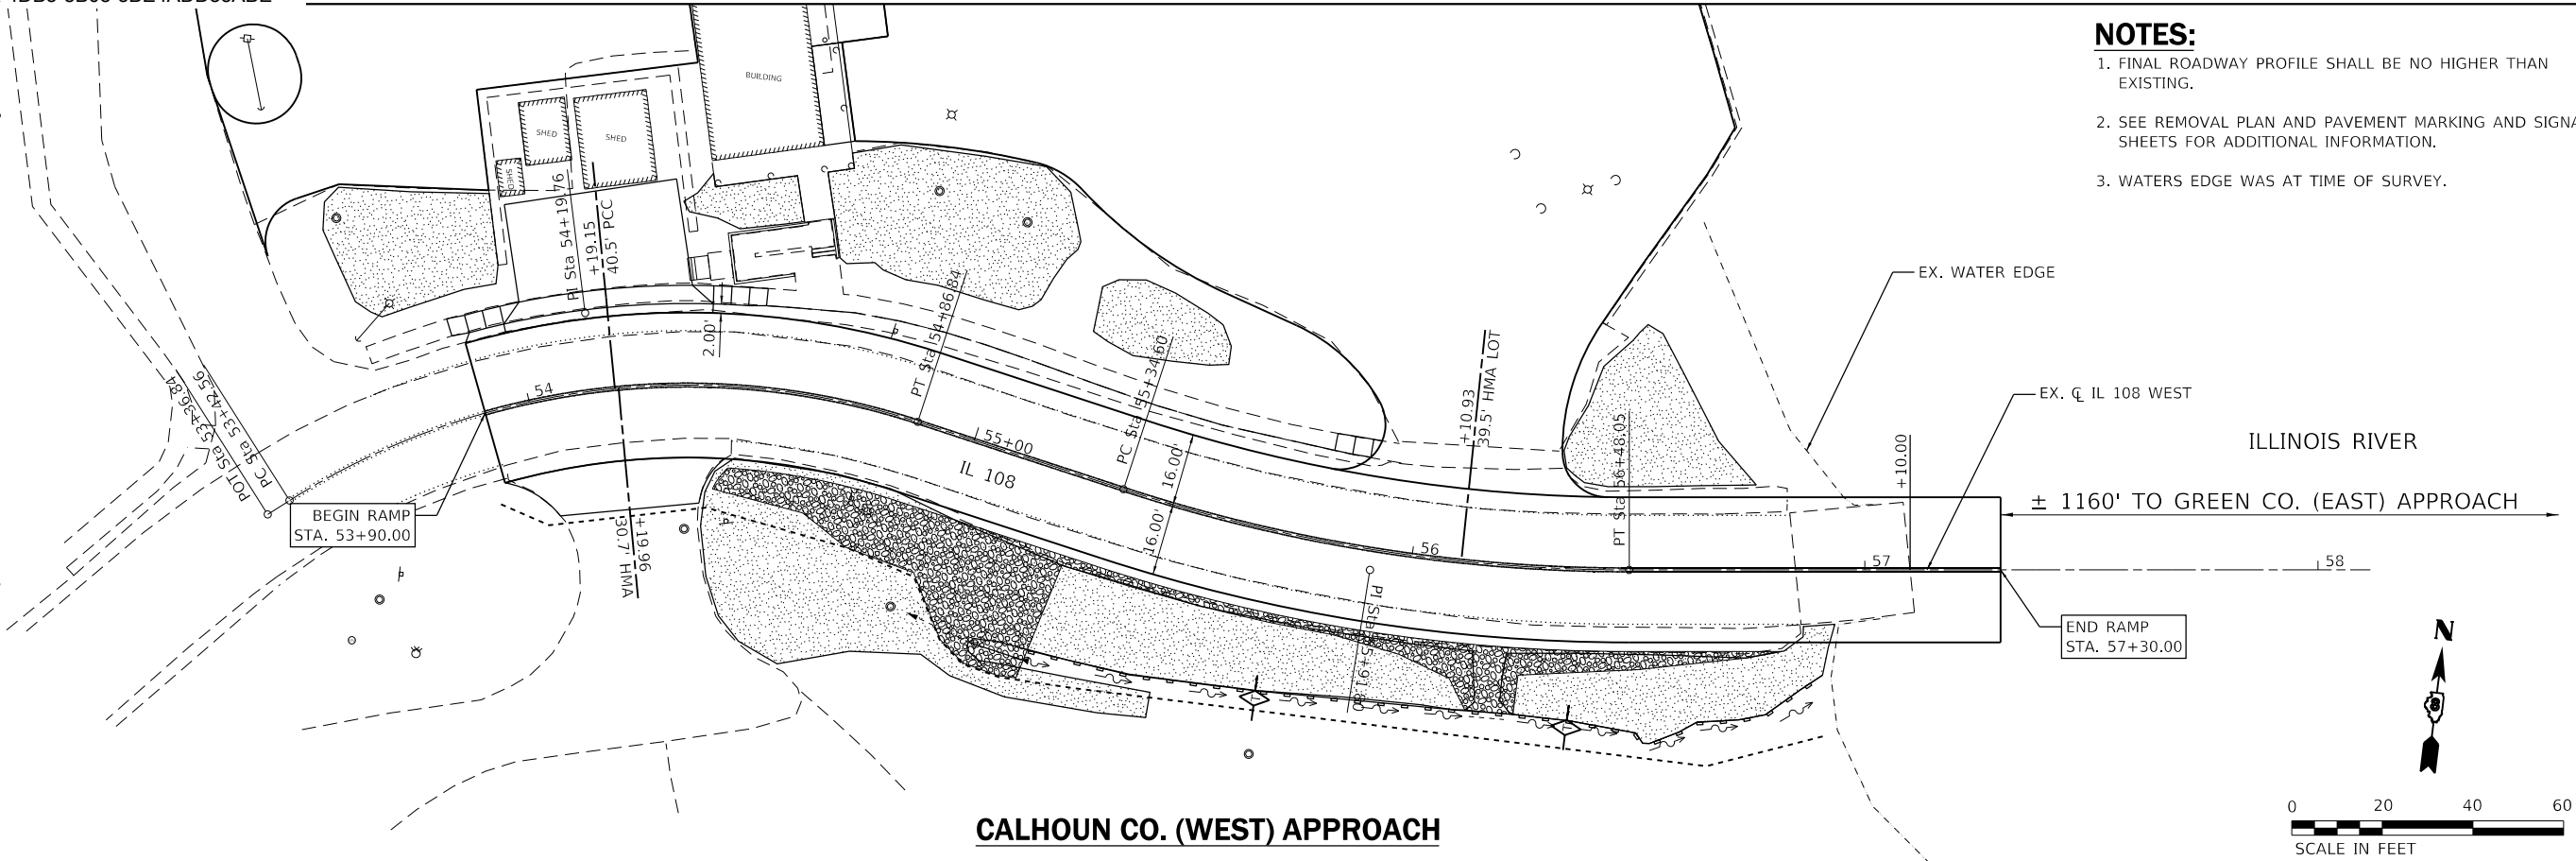 NOTES:
1. FINAL ROADWAY PROFILE SHALL BE NO HIGHER THAN
EXISTING.
2. SEE REMOVAL PLAN AND PAVEMENT MARKING AND SIGNA
SHEETS FOR ADDITIONAL INFORMATION.
3. WATERS EDGE WAS AT TIME OF SURVEY.
BUILDING
SHED
SHED
SHED
PI Sta 54+19.76
+19.15
40.5' PCC
EX. WATER EDGE
2.00'
PT Sta 54+86.84
PC Sta 55+34.60
+10.93
39.5' HMA LOT
POT Sta 53+36.84
PC Sta 53+42.56
54
55+00
IL 108
16.00'
16.00'
PT Sta 56+48.05
+10.00
EX. ℄ IL 108 WEST
ILLINOIS RIVER
± 1160' TO GREEN CO. (EAST) APPROACH
BEGIN RAMP
STA. 53+90.00
+19.96
30.7' HMA
56
57
58
PI Sta 55+91.80
END RAMP
STA. 57+30.00
N
CALHOUN CO. (WEST) APPROACH
0 20 40 60
SCALE IN FEET